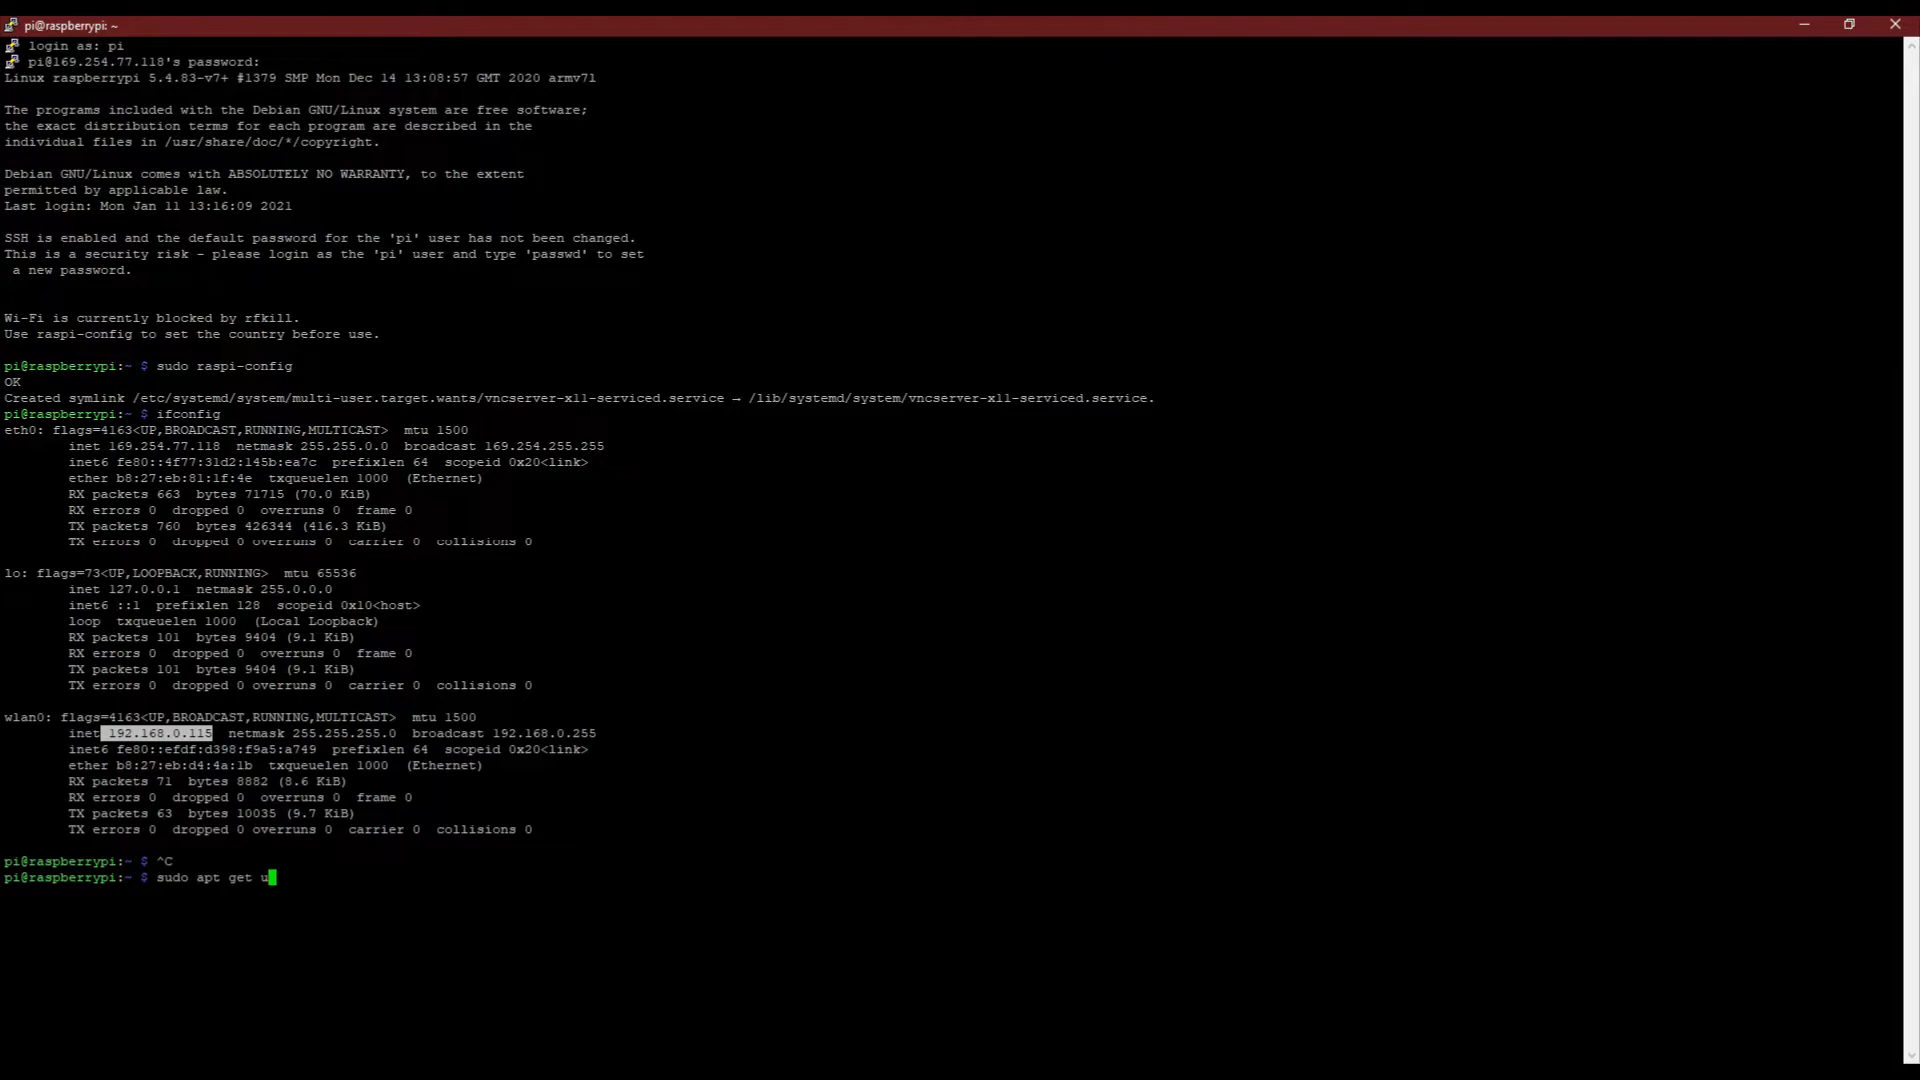 pi@raspberrypi: ~
login as: pi
pi@169.254.77.118's password:
Linux raspberrypi 5.4.83-v7+ #1379 SMP Mon Dec 14 13:08:57 GMT 2020 armv7l
The programs included with the Debian GNU/Linux system are free software;
the exact distribution terms for each program are described in the
individual files in /usr/share/doc/*/copyright.
Debian GNU/Linux comes with ABSOLUTELY NO WARRANTY, to the extent
permitted by applicable law.
Last login: Mon Jan 11 13:16:09 2021
SSH is enabled and the default password for the 'pi' user has not been changed.
This is a security risk - please login as the 'pi' user and type 'passwd' to set
a new password.
Wi-Fi is currently blocked by rfkill.
Use raspi-config to set the country before use.
pi@raspberrypi:~ $ sudo raspi-config
OK
Created symlink /etc/systemd/system/multi-user.target.wants/vncserver-x11-serviced.service → /lib/systemd/system/vncserver-x11-serviced.service.
pi@raspberrypi:~ $ ifconfig
eth0: flags=4163<UP,BROADCAST,RUNNING,MULTICAST>  mtu 1500
inet 169.254.77.118  netmask 255.255.0.0  broadcast 169.254.255.255
inet6 fe80::4f77:31d2:145b:ea7c  prefixlen 64  scopeid 0x20<link>
ether b8:27:eb:81:1f:4e  txqueuelen 1000  (Ethernet)
RX packets 663  bytes 71715 (70.0 KiB)
RX errors 0  dropped 0  overruns 0  frame 0
TX packets 760  bytes 426344 (416.3 KiB)
TX errors 0  dropped 0 overruns 0  carrier 0  collisions 0
lo: flags=73<UP,LOOPBACK,RUNNING>  mtu 65536
inet 127.0.0.1  netmask 255.0.0.0
inet6 ::1  prefixlen 128  scopeid 0x10<host>
loop  txqueuelen 1000  (Local Loopback)
RX packets 101  bytes 9404 (9.1 KiB)
RX errors 0  dropped 0  overruns 0  frame 0
TX packets 101  bytes 9404 (9.1 KiB)
TX errors 0  dropped 0 overruns 0  carrier 0  collisions 0
wlan0: flags=4163<UP,BROADCAST,RUNNING,MULTICAST>  mtu 1500
inet 192.168.0.115  netmask 255.255.255.0  broadcast 192.168.0.255
inet6 fe80::efdf:d398:f9a5:a749  prefixlen 64  scopeid 0x20<link>
ether b8:27:eb:d4:4a:1b  txqueuelen 1000  (Ethernet)
RX packets 71  bytes 8882 (8.6 KiB)
RX errors 0  dropped 0  overruns 0  frame 0
TX packets 63  bytes 10035 (9.7 KiB)
TX errors 0  dropped 0 overruns 0  carrier 0  collisions 0
pi@raspberrypi:~ $ ^C
pi@raspberrypi:~ $ sudo apt get u